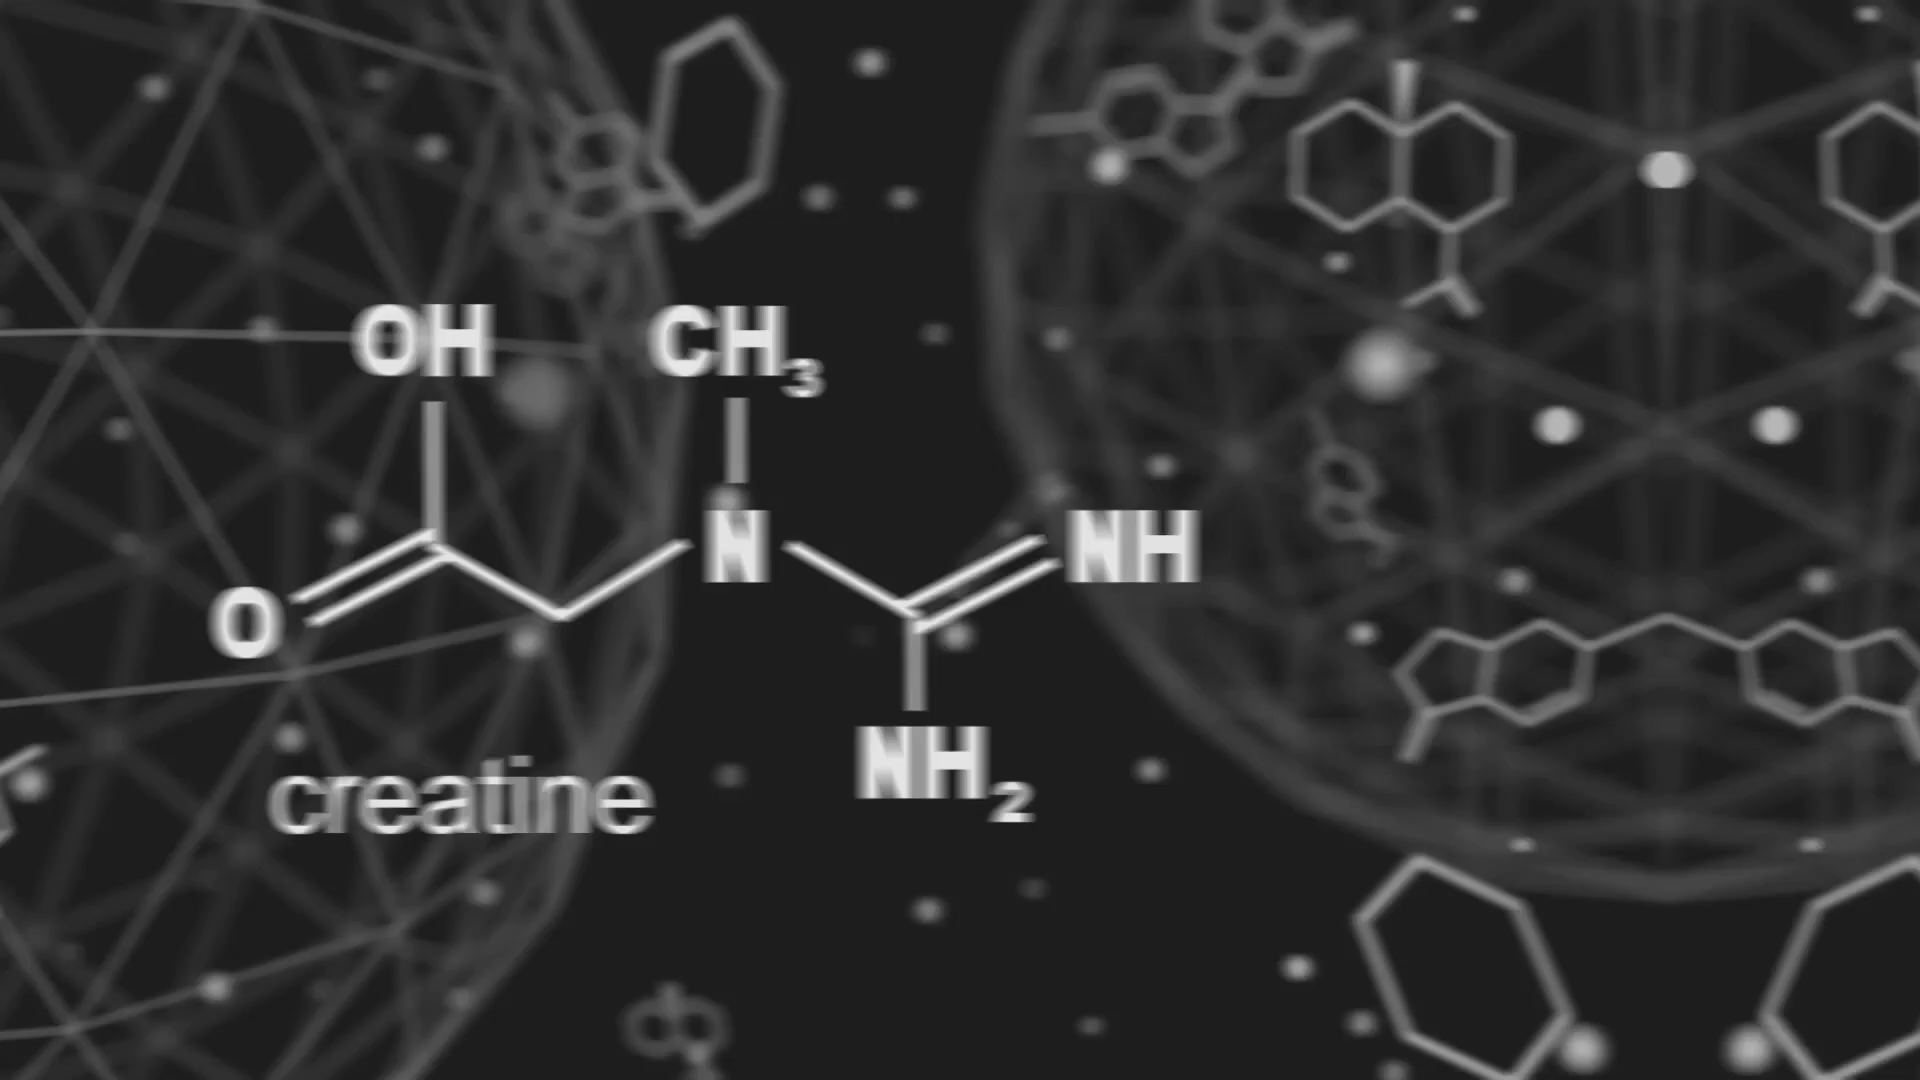 OH CH₃
N NH
O
NH₂
creatine